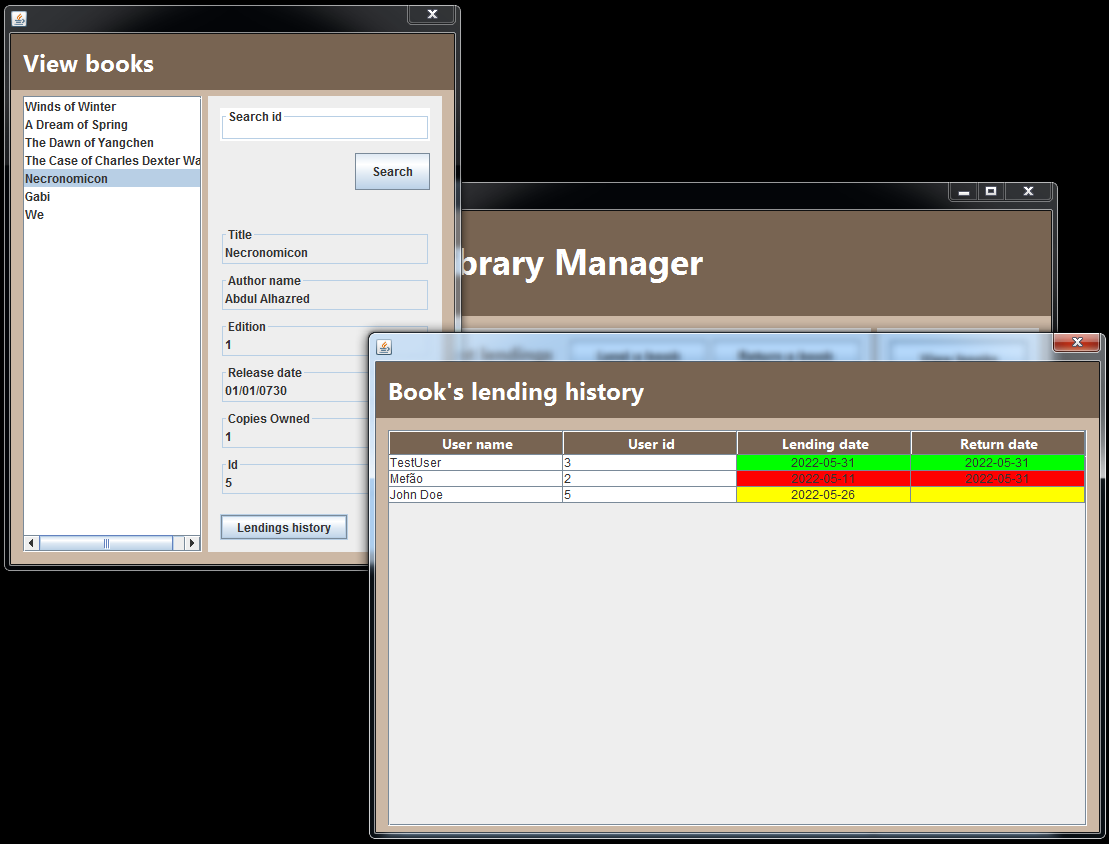 View books
Winds of Winter
A Dream of Spring
The Dawn of Yangchen
The Case of Charles Dexter Wa
Necronomicon
Gabi
We
Search id
Search
Title
Necronomicon
Author name
Abdul Alhazred
Edition
1
Release date
01/01/0730
Copies Owned
1
Id
5
Lendings history
brary Manager
Lend a book Return a book
Book's lending history
User name User id Lending date Return date
TestUser 3 2022-05-31 2022-05-31
Mefão 2 2022-05-11 2022-05-31
John Doe 5 2022-05-26